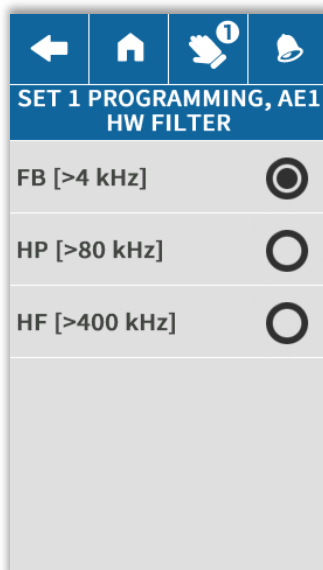 1
SET 1 PROGRAMMING, AE1
HW FILTER
FB [>4 kHz]
HP [>80 kHz]
HF [>400 kHz]